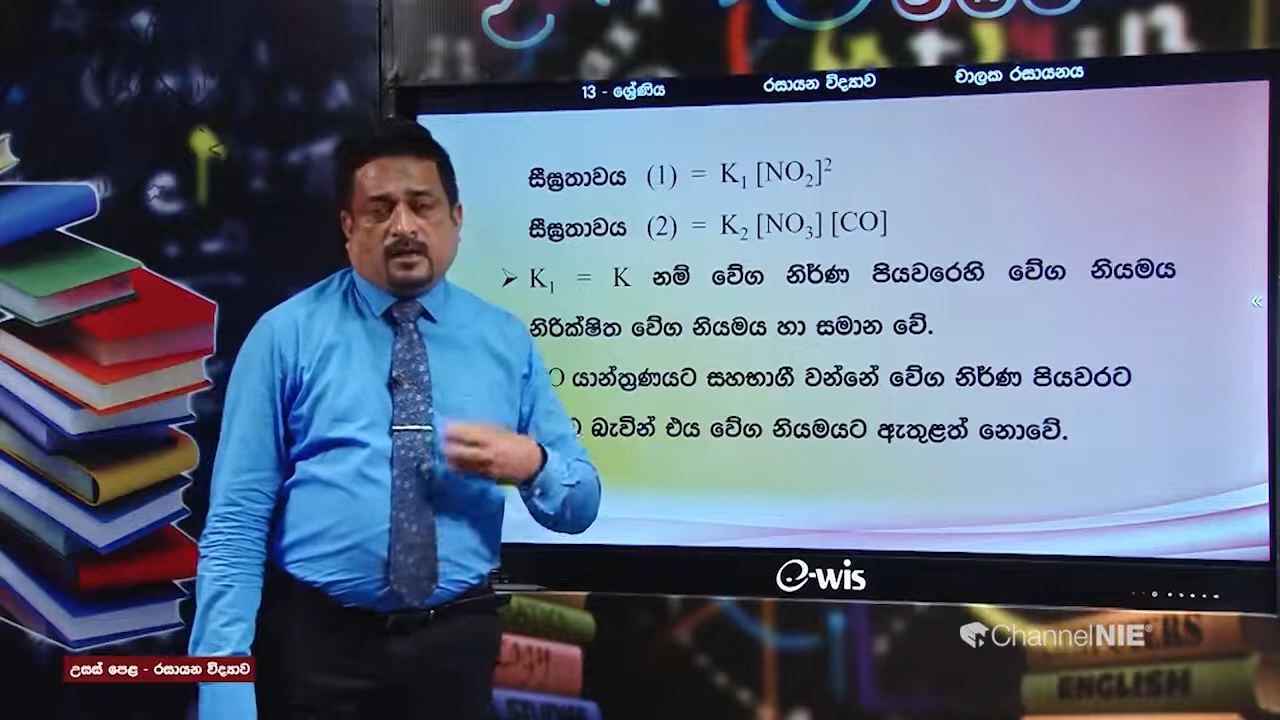 13 - ශ්‍රේණිය රසායන විද්‍යාව චාලක රසායනය
සීඝ්‍රතාවය (1) = K₁ [NO₂]²
සීඝ්‍රතාවය (2) = K₂ [NO₃] [CO]
➢ K₁ = K නම් වේග නිර්ණ පියවරෙහි වේග නියමය
නිරික්ෂිත වේග නියමය හා සමාන වේ.
යාන්ත්‍රණයට සහභාගී වන්නේ වේග නිර්ණ පියවරට
බැවින් එය වේග නියමයට ඇතුළත් නොවේ.
«
e-wis
ChannelNIE®
උසස් පෙළ - රසායන විද්‍යාව
ENGLISH